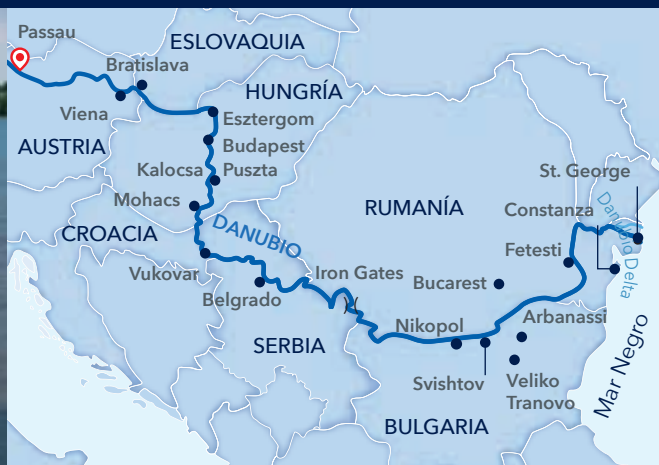 Passau
ESLOVAQUIA
Bratislava
HUNGRÍA
Viena
Esztergom
AUSTRIA
Budapest
Kalocsa
Puszta
St. George
Mohacs
RUMANÍA
Constanza
CROACIA
DANUBIO
Danubio Delta
Fetesti
Vukovar
Iron Gates
Bucarest
Belgrado
Arbanassi
Nikopol
SERBIA
Mar Negro
Svishtov
Veliko
Tranovo
BULGARIA